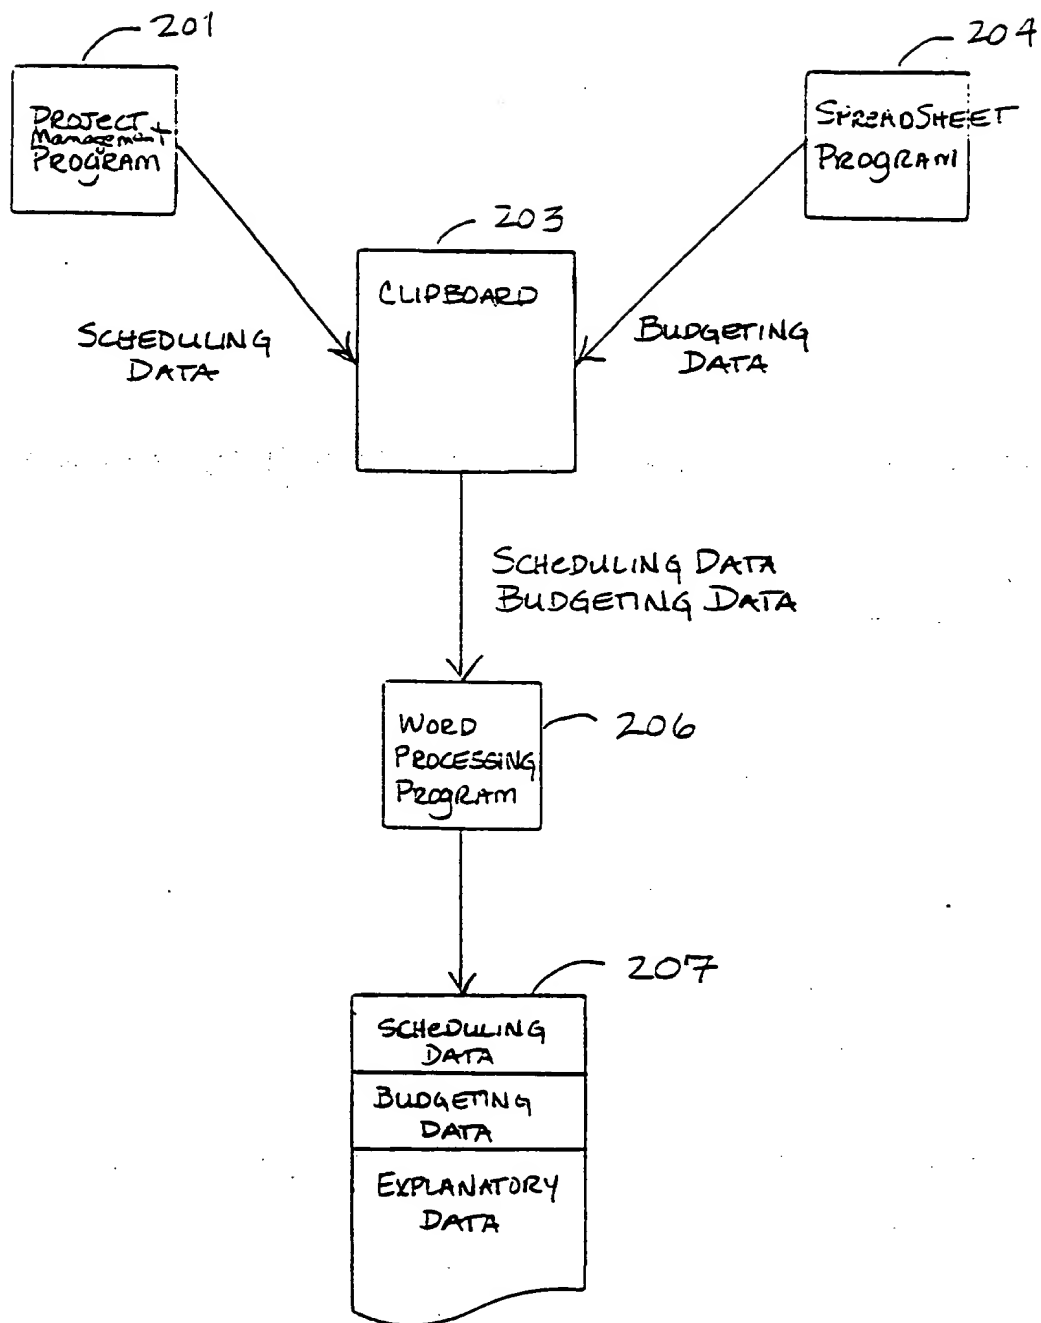 201
204
PROJECT
Management
PROGRAM
SPREADSHEET
PROGRAM
203
CLIPBOARD
SCHEDULING
DATA
BUDGETING
DATA
SCHEDULING DATA
BUDGETING DATA
206
WORD
PROCESSING
PROGRAM
207
SCHEDULING
DATA
BUDGETING
DATA
EXPLANATORY
DATA